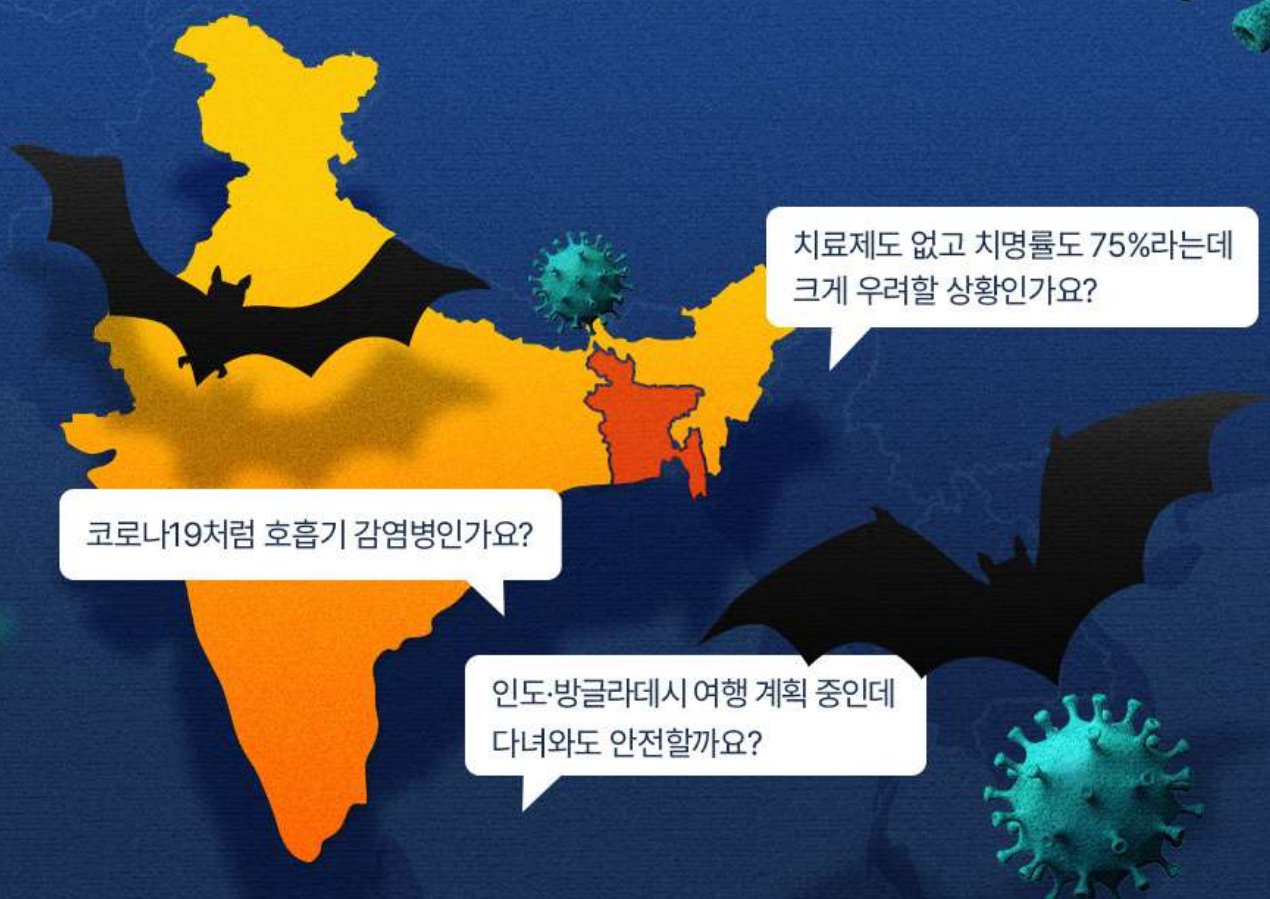 치료제도 없고 치명률도 75%라는데
크게 우려할 상황인가요?
코로나19처럼 호흡기 감염병인가요?
인도·방글라데시 여행 계획 중인데
다녀와도 안전할까요?